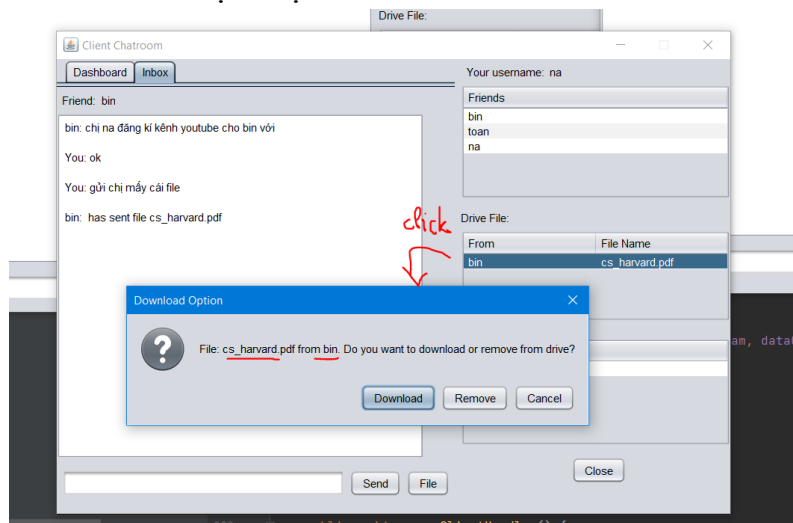 Drive File:
Client Chatroom
Dashboard Inbox
Your username: na
Friend: bin
Friends
bin
toan
na
bin: chị na đăng kí kênh youtube cho bin với
You: ok
You: gửi chị mấy cái file
bin: has sent file cs_harvard.pdf
click
Drive File:
From File Name
bin cs_harvard.pdf
Download Option
File: cs_harvard.pdf from bin. Do you want to download or remove from drive?
Download Remove Cancel
am, data
Close
Send File